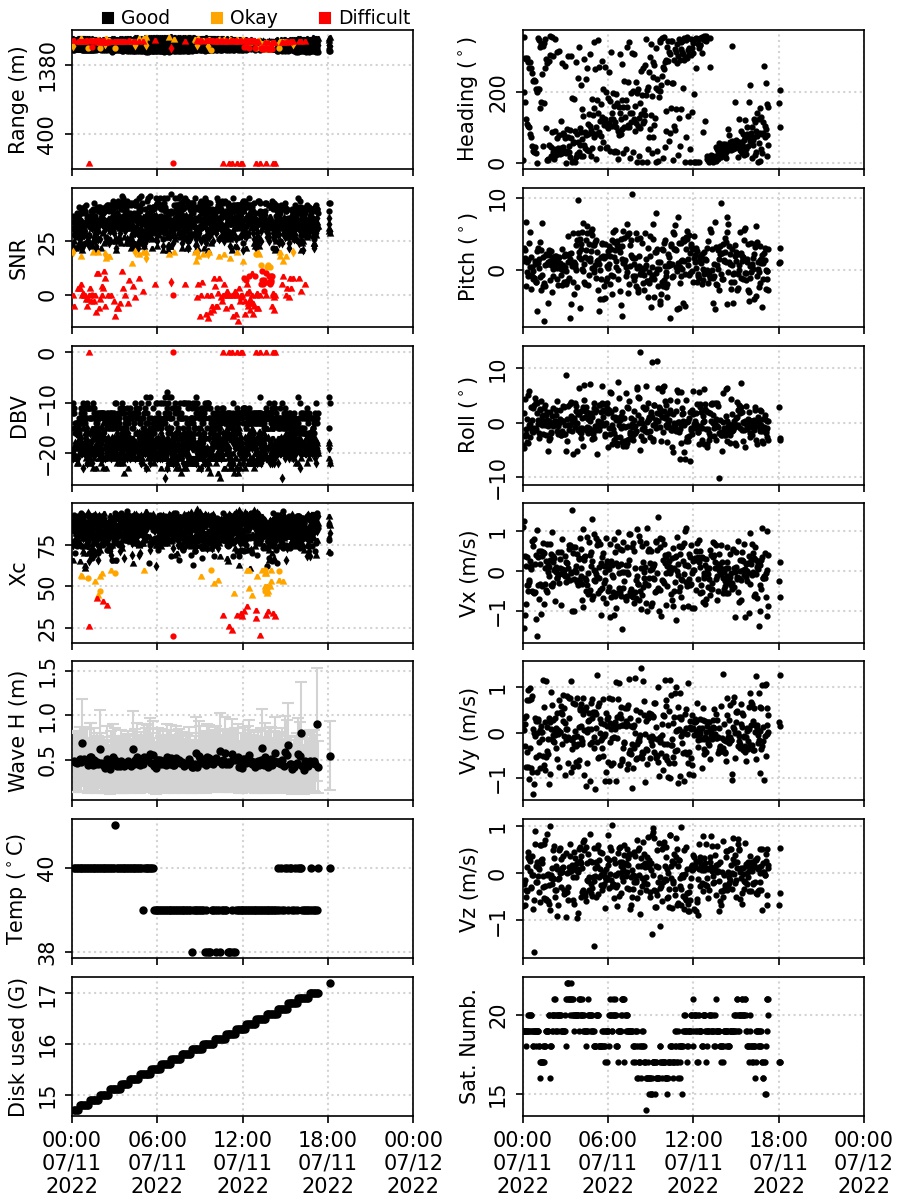 Good Okay Difficult
Range (m)
1380
400
Heading (°)
200
0
SNR
25
0
Pitch (°)
10
0
DBV
0
−10
−20
Roll (°)
10
0
−10
Xc
75
50
25
Vx (m/s)
1
0
−1
Wave H (m)
1.5
1.0
0.5
Vy (m/s)
1
0
−1
Temp (°C)
40
38
Vz (m/s)
1
0
−1
Disk used (G)
17
16
15
Sat. Numb.
20
15
00:00 06:00 12:00 18:00 00:00
07/11 07/11 07/11 07/11 07/12
2022 2022 2022 2022 2022
00:00 06:00 12:00 18:00 00:00
07/11 07/11 07/11 07/11 07/12
2022 2022 2022 2022 2022